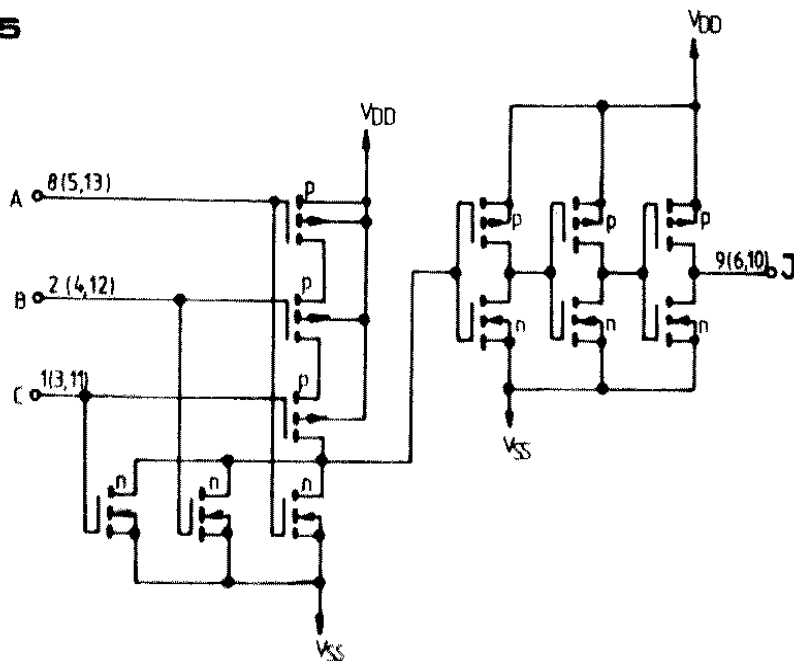 5
VDD
VDD
A 8(5,13) p
p p p
B 2(4,12) p
9(6,10) J
n n n
C 1(3,11) p
VSS
n n n
VSS